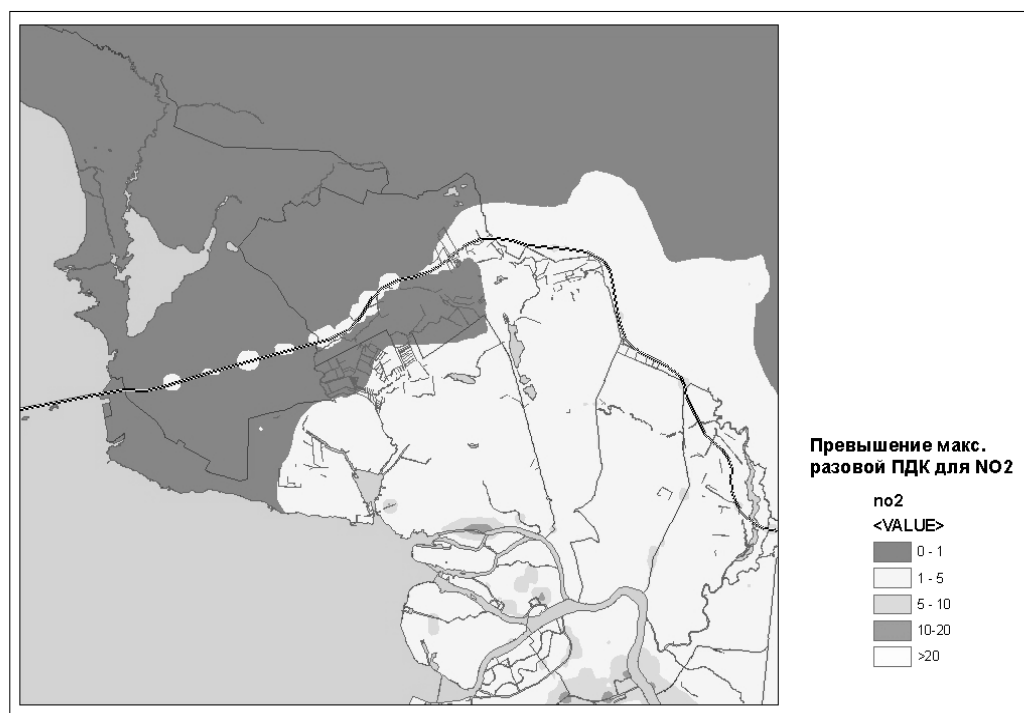 Превышение макс.
разовой ПДК для NO2
no2
<VALUE>
0 - 1
1 - 5
5 - 10
10-20
>20